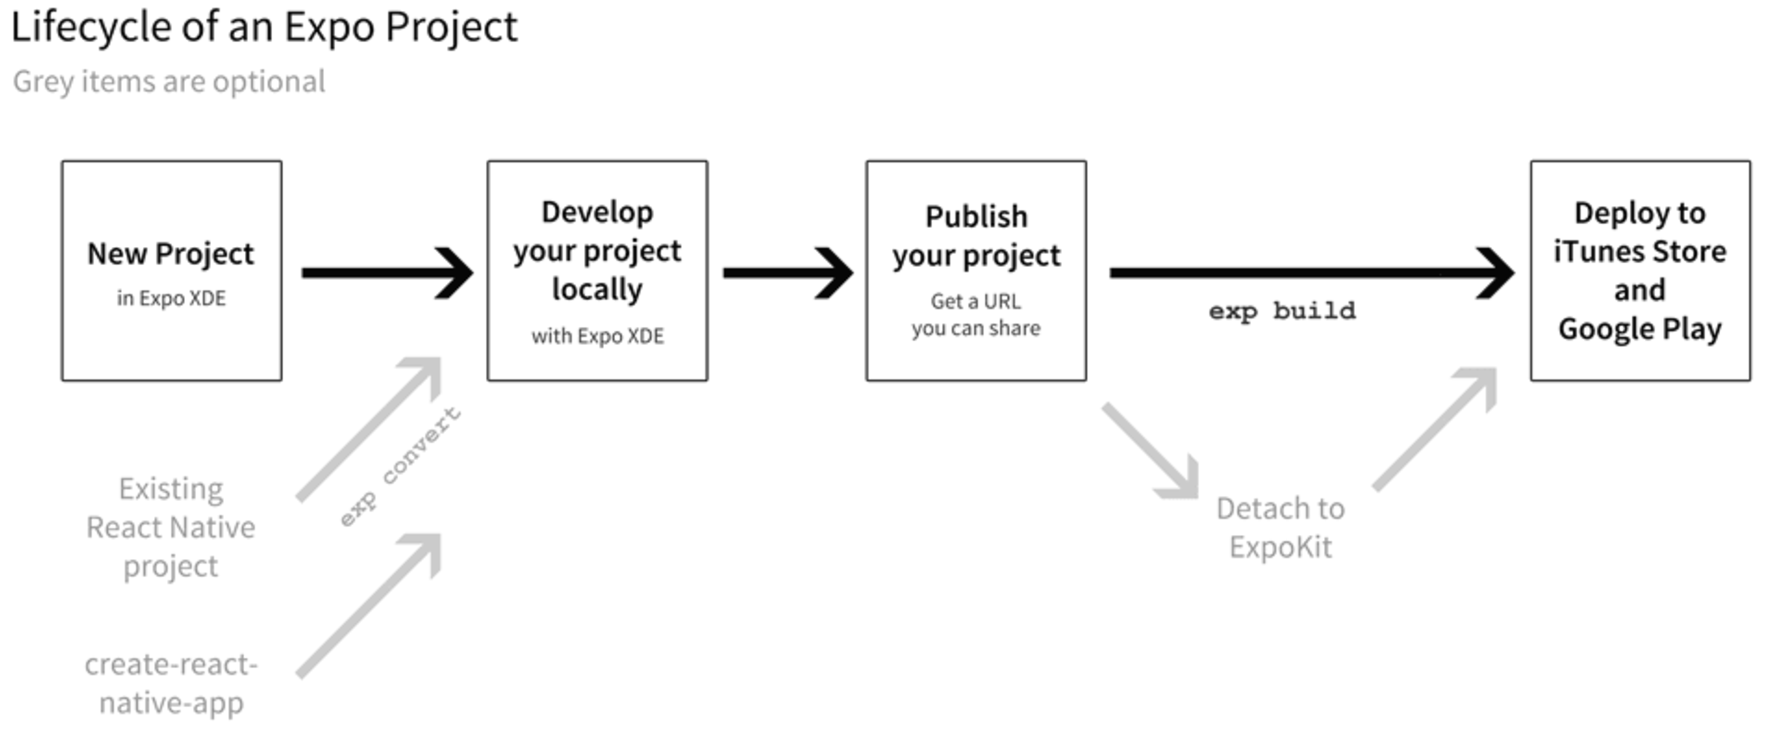 Lifecycle of an Expo Project
Grey items are optional
New Project
in Expo XDE
Develop
your project
locally
with Expo XDE
Publish
your project
Get a URL
you can share
exp build
Deploy to
iTunes Store
and
Google Play
exp convert
Existing
React Native
project
Detach to
ExpoKit
create-react-
native-app